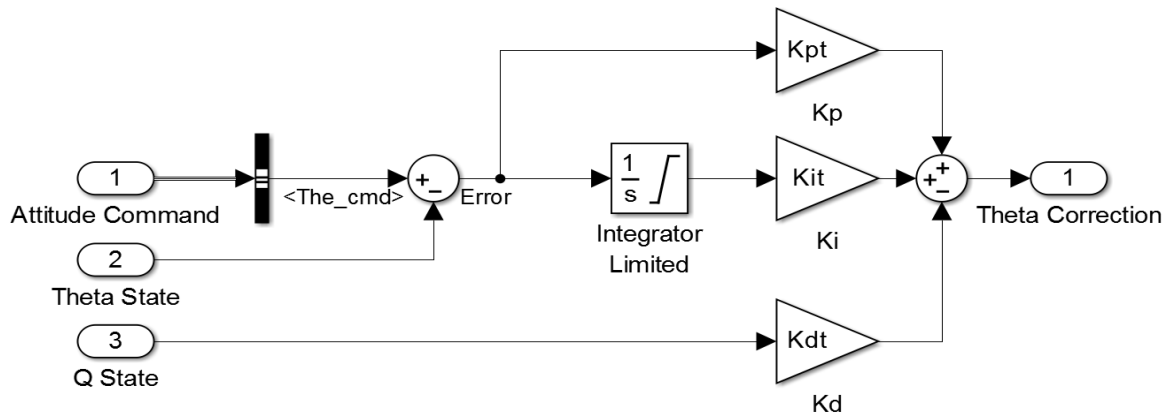 Kpt
Kp
1
Attitude Command
<The_cmd>
+
−
Error
1
s
Integrator
Limited
Kit
Ki
+
+
−
1
Theta Correction
2
Theta State
3
Q State
Kdt
Kd